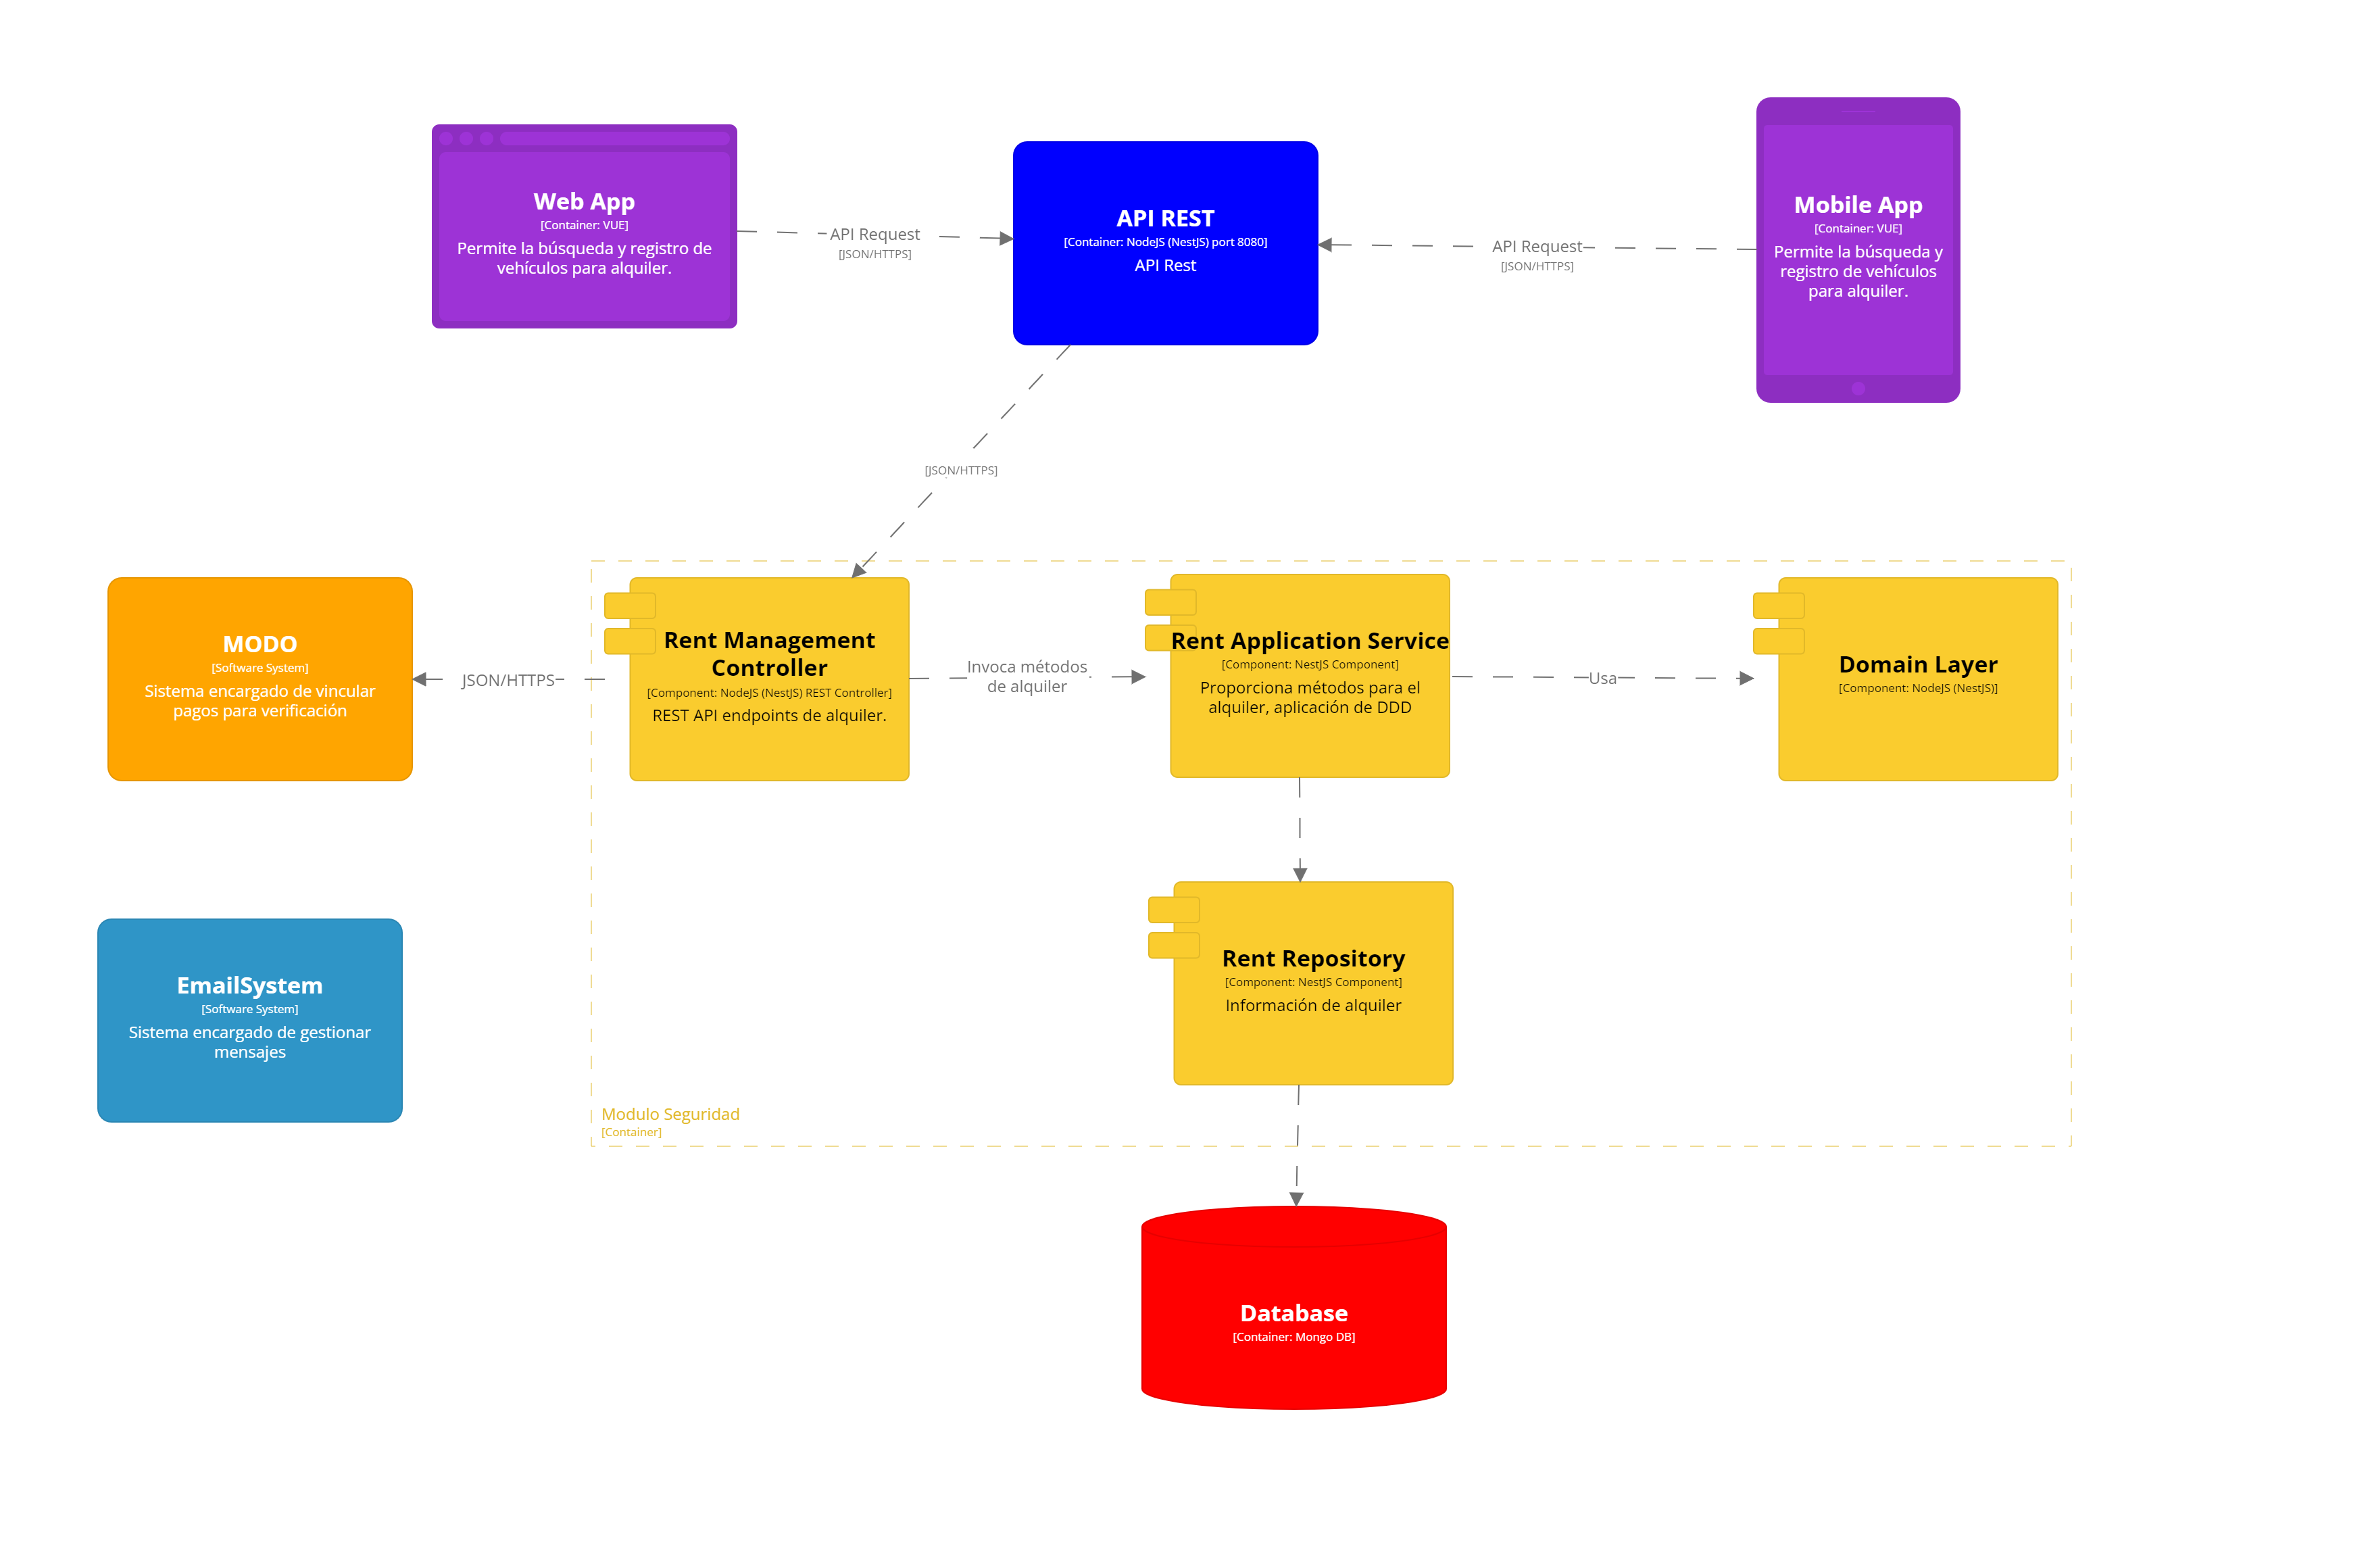 Web App
[Container: VUE]
Permite la búsqueda y registro de
vehículos para alquiler.
API Request
[JSON/HTTPS]
API REST
[Container: NodeJS (NestJS) port 8080]
API Rest
API Request
[JSON/HTTPS]
Mobile App
[Container: VUE]
Permite la búsqueda y
registro de vehículos
para alquiler.
[JSON/HTTPS]
MODO
[Software System]
Sistema encargado de vincular
pagos para verificación
JSON/HTTPS
Rent Management
Controller
[Component: NodeJS (NestJS) REST Controller]
REST API endpoints de alquiler.
Invoca métodos
de alquiler
Rent Application Service
[Component: NestJS Component]
Proporciona métodos para el
alquiler, aplicación de DDD
Usa
Domain Layer
[Component: NodeJS (NestJS)]
EmailSystem
[Software System]
Sistema encargado de gestionar
mensajes
Rent Repository
[Component: NestJS Component]
Información de alquiler
Modulo Seguridad
[Container]
Database
[Container: Mongo DB]